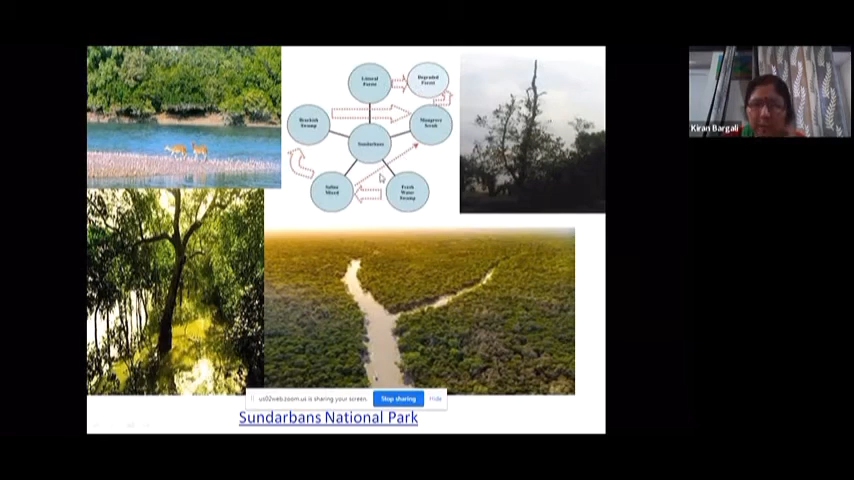 Littoral
Forest
Degraded
Forest
Brackish
Swamp
Mangrove
Scrub
Sundarbans
Saline
Mixed
Fresh
Water
Swamp
Kiran Bargali
us02web.zoom.us is sharing your screen.
Stop sharing
Hide
Sundarbans National Park